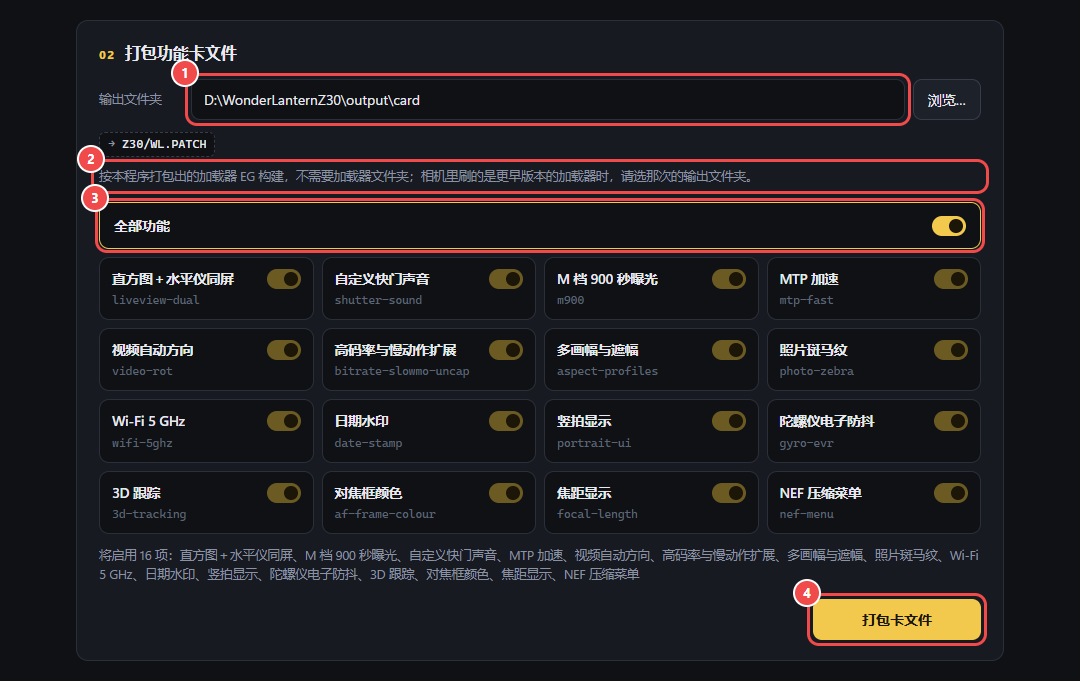 02 打包功能卡文件
1
输出文件夹
D:\WonderLanternZ30\output\card
浏览...
→ Z30/WL.PATCH
2
按本程序打包出的加载器 EG 构建，不需要加载器文件夹；相机里刷的是更早版本的加载器时，请选那次的输出文件夹。
3
全部功能
直方图＋水平仪同屏
liveview-dual
自定义快门声音
shutter-sound
M 档 900 秒曝光
m900
MTP 加速
mtp-fast
视频自动方向
video-rot
高码率与慢动作扩展
bitrate-slowmo-uncap
多画幅与遮幅
aspect-profiles
照片斑马纹
photo-zebra
Wi-Fi 5 GHz
wifi-5ghz
日期水印
date-stamp
竖拍显示
portrait-ui
陀螺仪电子防抖
gyro-evr
3D 跟踪
3d-tracking
对焦框颜色
af-frame-colour
焦距显示
focal-length
NEF 压缩菜单
nef-menu
将启用 16 项：直方图＋水平仪同屏、M 档 900 秒曝光、自定义快门声音、MTP 加速、视频自动方向、高码率与慢动作扩展、多画幅与遮幅、照片斑马纹、Wi-Fi
5 GHz、日期水印、竖拍显示、陀螺仪电子防抖、3D 跟踪、对焦框颜色、焦距显示、NEF 压缩菜单
4
打包卡文件